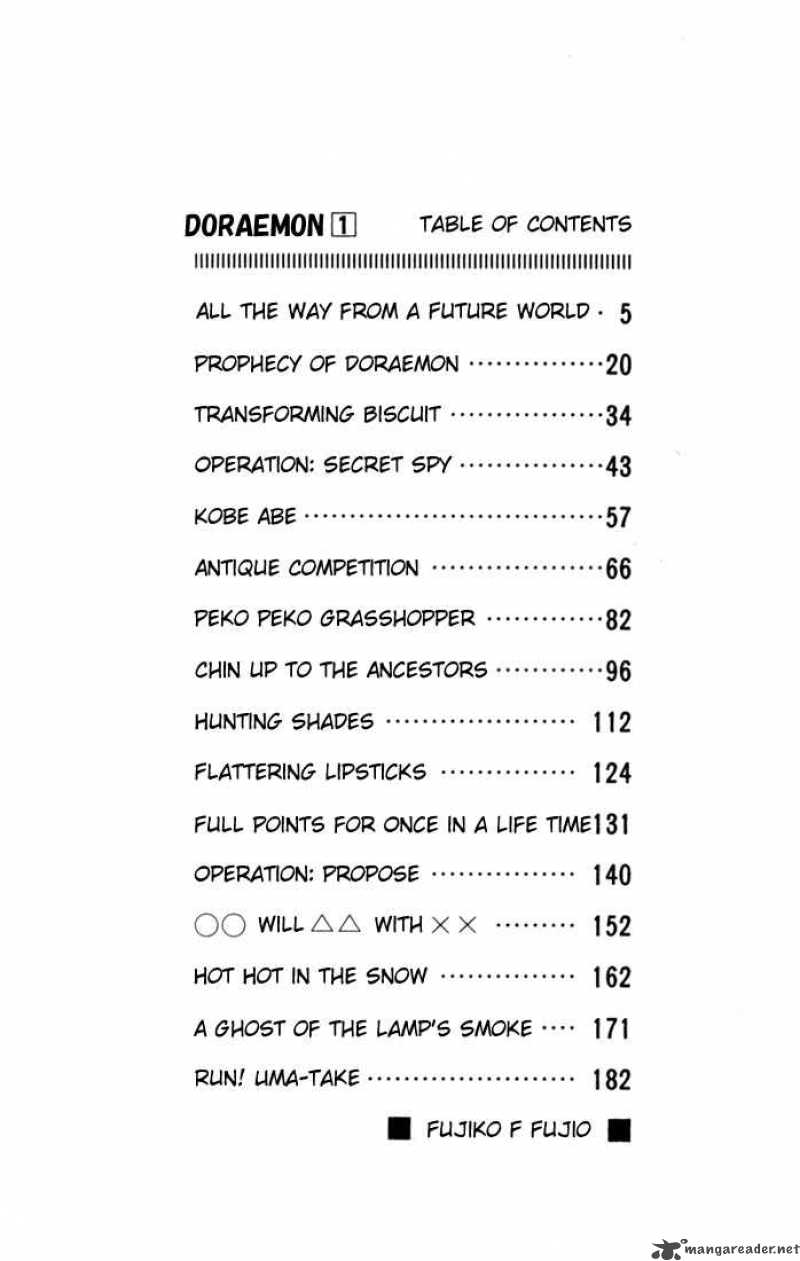 DORAEMON 1 TABLE OF CONTENTS
ALL THE WAY FROM A FUTURE WORLD · 5
PROPHECY OF DORAEMON ··············· 20
TRANSFORMING BISCUIT ················· 34
OPERATION: SECRET SPY ················ 43
KOBE ABE ································· 57
ANTIQUE COMPETITION ··················· 66
PEKO PEKO GRASSHOPPER ············· 82
CHIN UP TO THE ANCESTORS ············ 96
HUNTING SHADES ····················· 112
FLATTERING LIPSTICKS ··············· 124
FULL POINTS FOR ONCE IN A LIFE TIME 131
OPERATION: PROPOSE ················ 140
○○ WILL △△ WITH ×× ········· 152
HOT HOT IN THE SNOW ··············· 162
A GHOST OF THE LAMP'S SMOKE ···· 171
RUN! UMA-TAKE ······················· 182
■ FUJIKO F FUJIO ■
mangareader.net